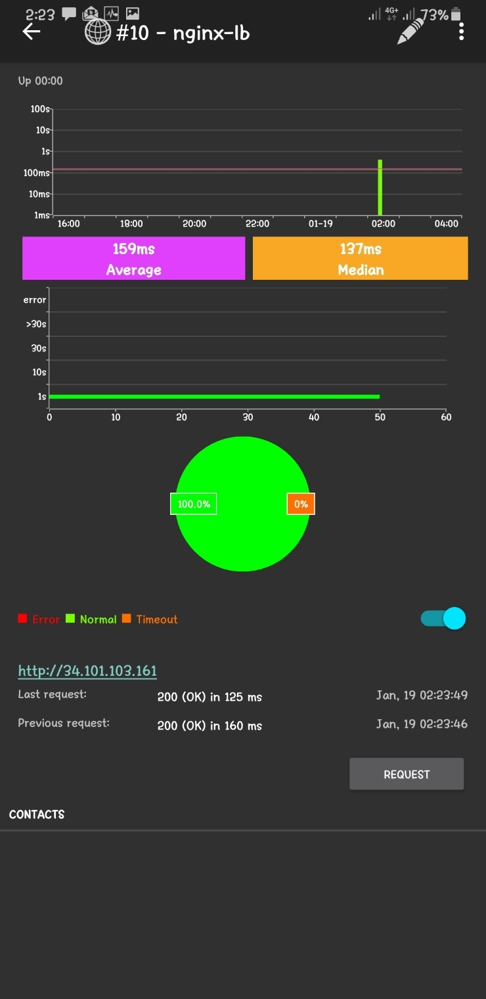 2:23 4G+ 73%
#10 - nginx-lb
Up 00:00
100s
10s
1s
100ms
10ms
1ms
16:00 18:00 20:00 22:00 01-19 02:00 04:00
159ms 137ms
Average Median
error
>30s
30s
10s
1s
0 10 20 30 40 50 60
100.0% 0%
Error Normal Timeout
http://34.101.103.161
Last request: 200 (OK) in 125 ms Jan, 19 02:23:49
Previous request: 200 (OK) in 160 ms Jan, 19 02:23:46
REQUEST
CONTACTS